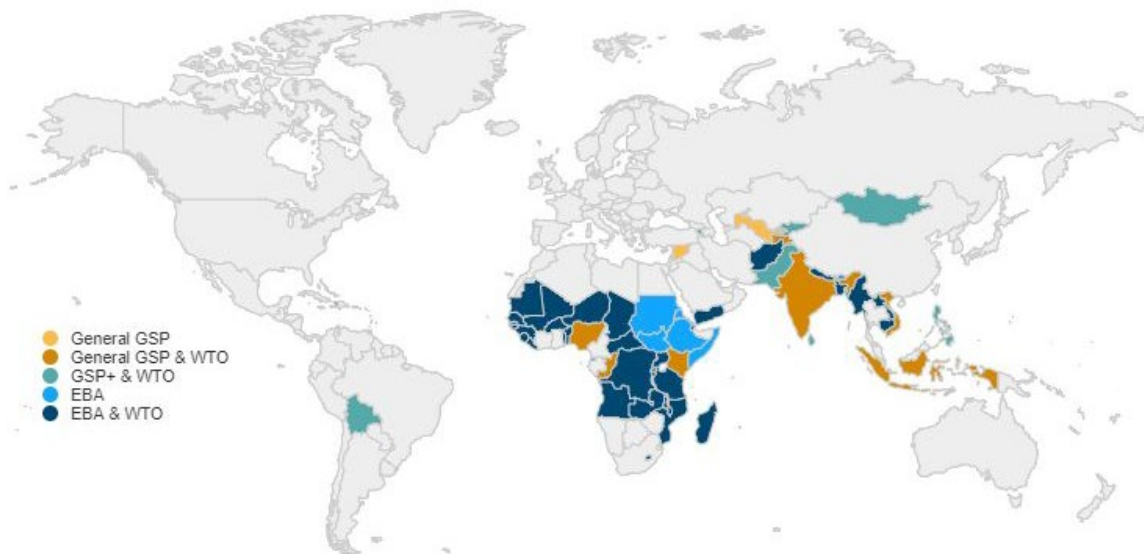 General GSP
General GSP & WTO
GSP+ & WTO
EBA
EBA & WTO